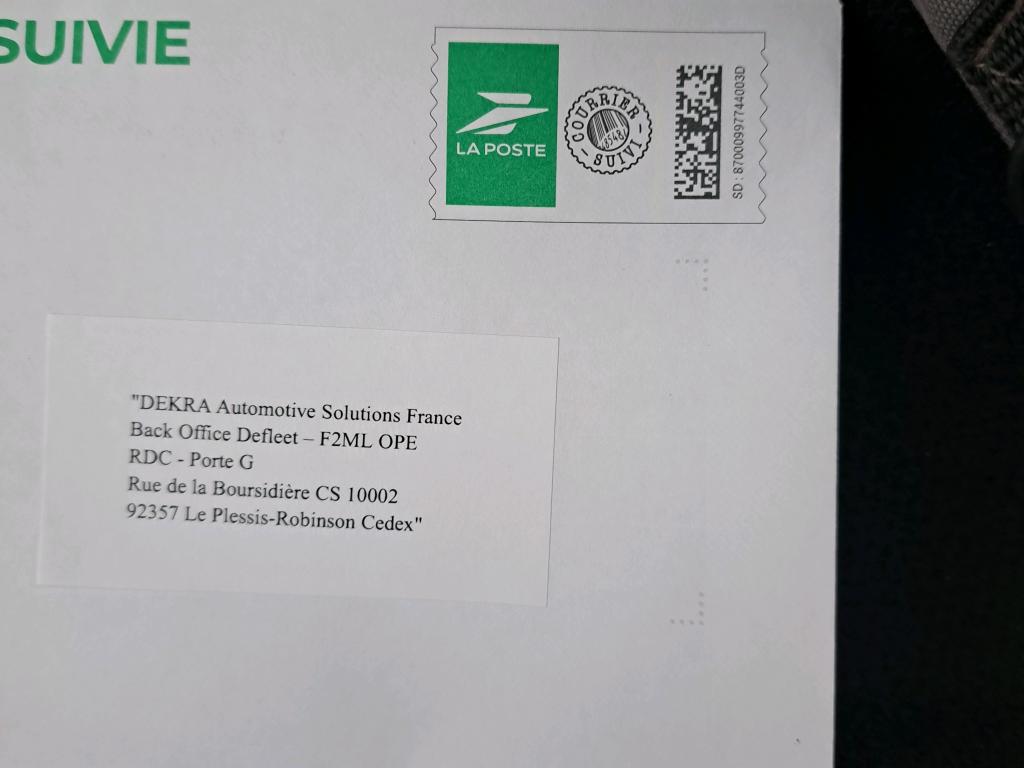 SUIVIE
LA POSTE
COURRIER
SUIVI
SD : 87000997744003D
"DEKRA Automotive Solutions France
Back Office Defleet – F2ML OPE
RDC - Porte G
Rue de la Boursidière CS 10002
92357 Le Plessis-Robinson Cedex"